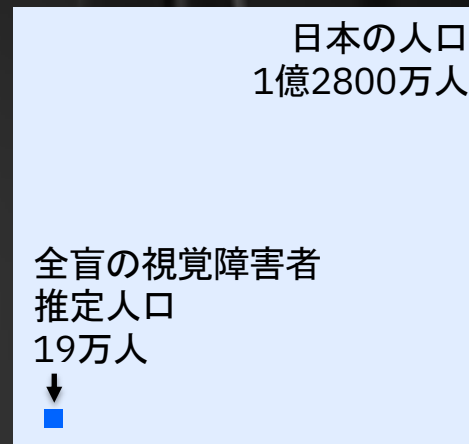 日本の人口
1億2800万人
全盲の視覚障害者
推定人口
19万人